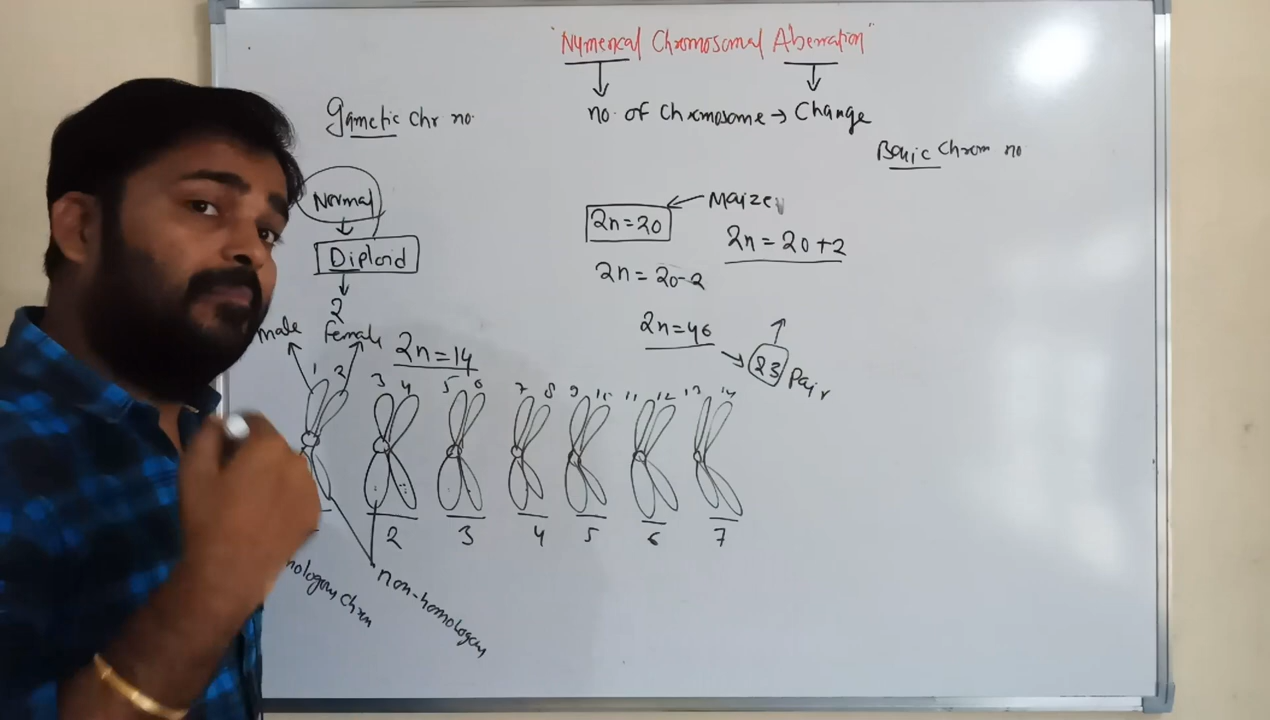 "Numerical Chromosomal Aberration"
no. of Chromosome → Change
Gametic Chr no.
Basic Chrom no
Normal
Diploid
2
male
Female
2n=20
Maize
2n = 20+2
2n = 20-2
2n=46
23 Pair
2n=14
1 2 3 4 5 6 7 8 9 10 11 12 13 14
2 3 4 5 6 7
non-homologous